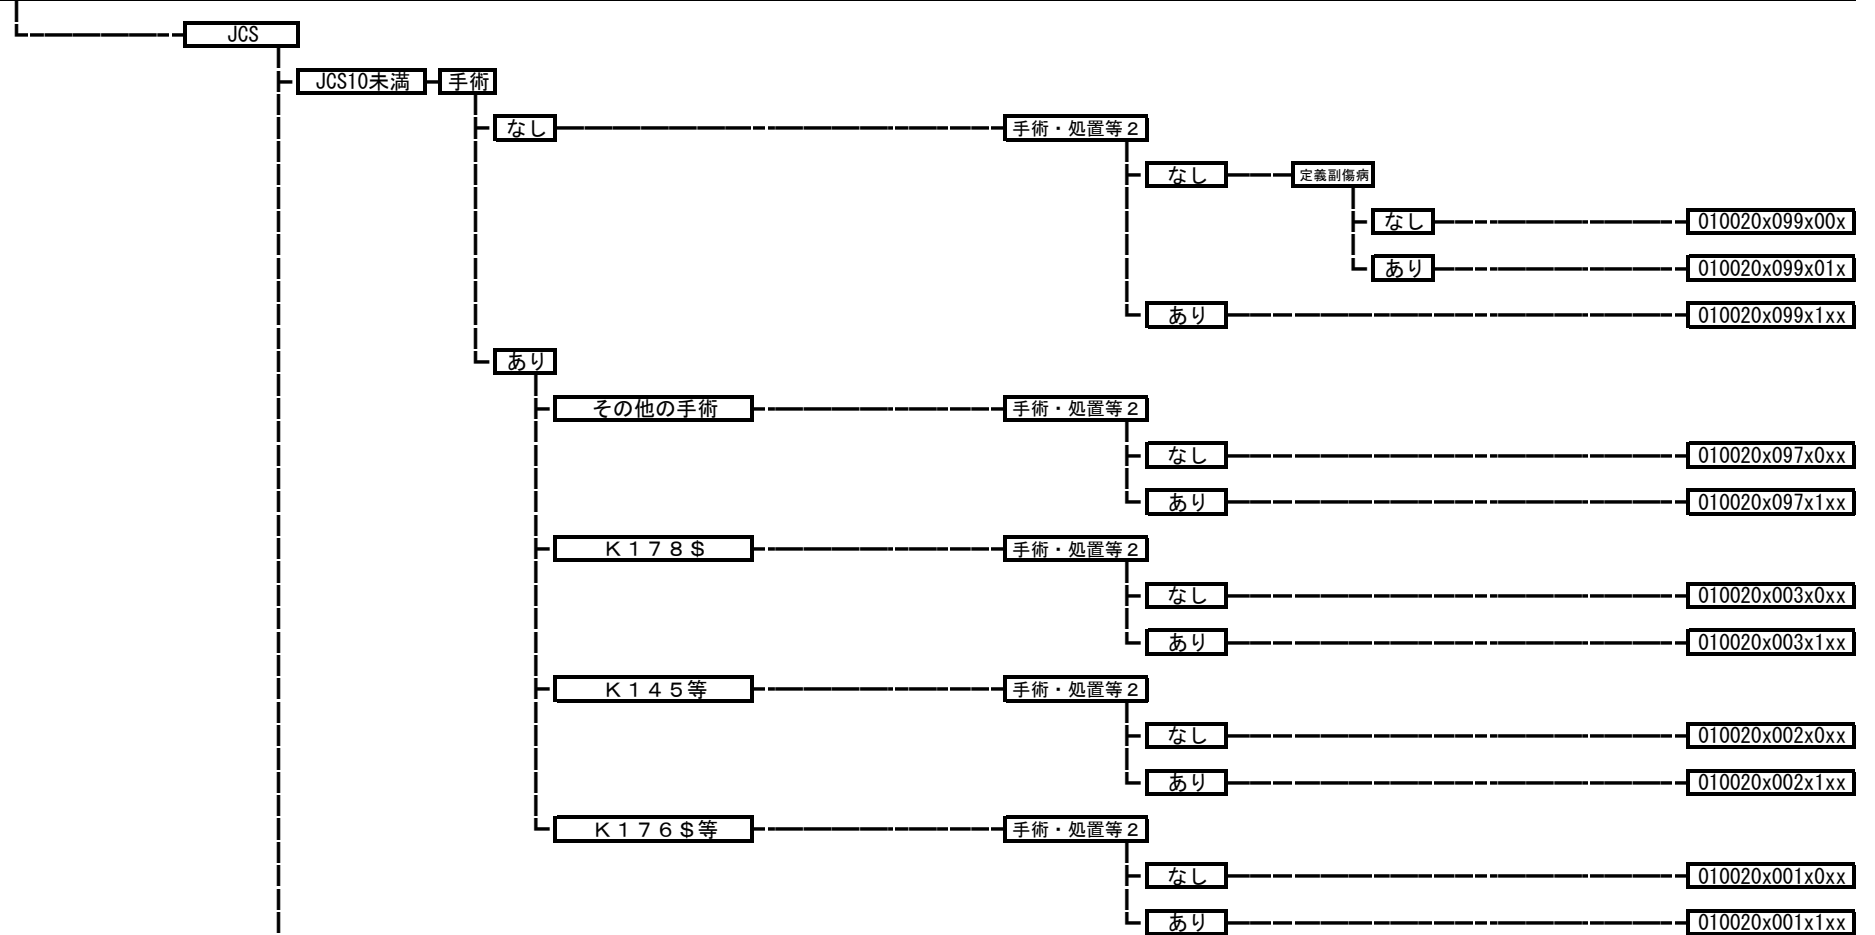 JCS
JCS10未満 手術
なし 手術・処置等２
なし 定義副傷病
なし 010020x099x00x
あり 010020x099x01x
あり 010020x099x1xx
あり
その他の手術 手術・処置等２
なし 010020x097x0xx
あり 010020x097x1xx
Ｋ１７８＄ 手術・処置等２
なし 010020x003x0xx
あり 010020x003x1xx
Ｋ１４５等 手術・処置等２
なし 010020x002x0xx
あり 010020x002x1xx
Ｋ１７６＄等 手術・処置等２
なし 010020x001x0xx
あり 010020x001x1xx